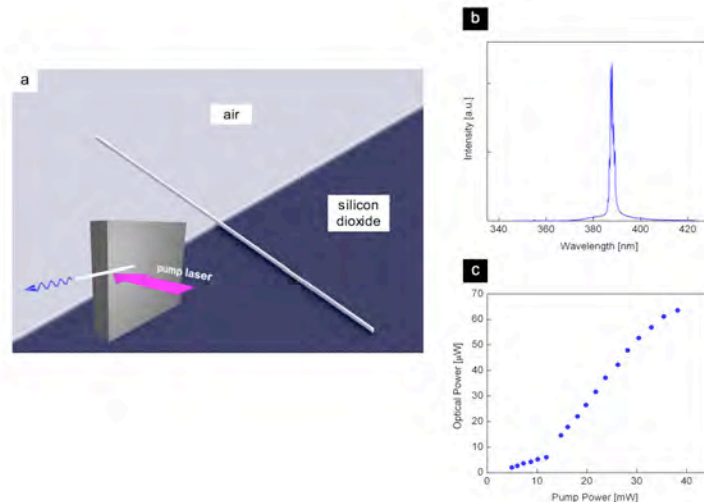 a
air
silicon
dioxide
pump laser
b
Intensity [a.u.]
340
360
380
400
420
Wavelength [nm]
c
Optical Power [µW]
70
60
50
40
30
20
10
0
0
10
20
30
40
Pump Power [mW]